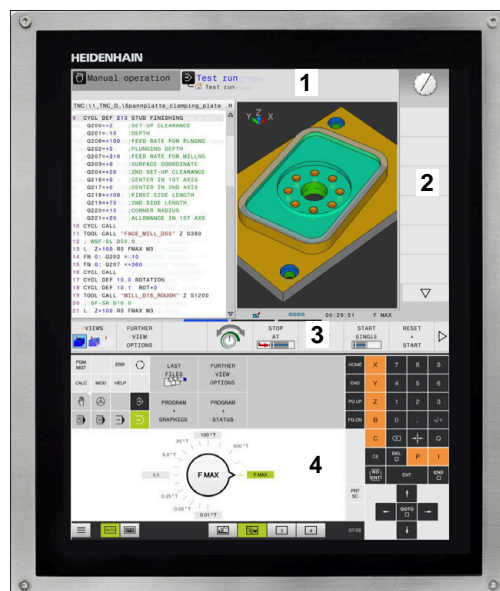 HEIDENHAIN
Manual operation
Test run
Test run
1
TNC:\1_TNC_D..\Spannplatte_clamping_plate .H
8 CYCL DEF 213 STUD FINISHING
Q200=+2 ;SET-UP CLEARANCE
Q201=-10 ;DEPTH
Q206=+100 ;FEED RATE FOR PLNGNG
Q202=+5 ;PLUNGING DEPTH
Q207=+310 ;FEED RATE FOR MILLNG
Q203=+0 ;SURFACE COORDINATE
Q204=+20 ;2ND SET-UP CLEARANCE
Q216=+0 ;CENTER IN 1ST AXIS
Q217=+0 ;CENTER IN 2ND AXIS
Q218=+100 ;FIRST SIDE LENGTH
Q219=+70 ;2ND SIDE LENGTH
Q220=+15 ;CORNER RADIUS
Q221=+25 ;ALLOWANCE IN 1ST AXS
10 CYCL CALL
11 TOOL CALL "FACE_MILL_D50" Z S380
12 ; WSF-SL D50.0
13 L Z+100 R0 FMAX M3
14 FN 0: Q202 =-10
15 FN 0: Q207 =+360
16 CYCL CALL
17 CYCL DEF 10.0 ROTATION
18 CYCL DEF 10.1 ROT+0
19 TOOL CALL "MILL_D16_ROUGH" Z S1200
20 ; SF-SR D16.0
21 L Z+100 R0 FMAX M3
Z
Y X
2
00:29:51 F MAX
VIEWS
FURTHER
VIEW
OPTIONS
STOP
AT
3
START
SINGLE
RESET
+
START
PGM
MGT
ERR
CALC MOD HELP
LAST
FILES
FURTHER
VIEW
OPTIONS
PROGRAM
+
GRAPHICS
PROGRAM
+
STATUS
HOME X 7 8 9
END Y 4 5 6
PG UP Z 1 2 3
PG DN B 0 . -/+
C Q
CE DEL P I
NO
ENT
ENT
END
PRT
SC
GOTO
100 °T
F MAX
F MAX
0.01 °T
4
3 4